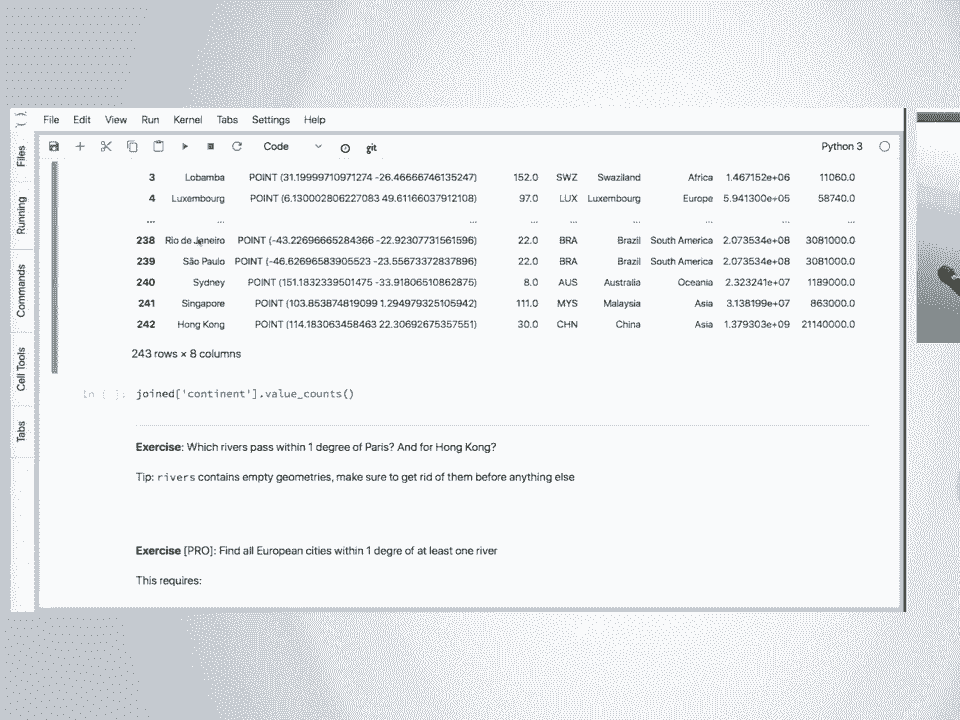 File Edit View Run Kernel Tabs Settings Help
Code
git
Python 3
Files
Running
Commands
Cell Tools
Tabs
3 Lobamba POINT (31.19999710971274 -26.46666746135247) 152.0 SWZ Swaziland Africa 1.467152e+06 11060.0
4 Luxembourg POINT (6.130002806227083 49.61166037912108) 97.0 LUX Luxembourg Europe 5.941300e+05 58740.0
... ... ... ... ... ... ... ... ...
238 Rio de Janeiro POINT (-43.22696665284366 -22.92307731561596) 22.0 BRA Brazil South America 2.073534e+08 3081000.0
239 São Paulo POINT (-46.62696583905523 -23.55673372837896) 22.0 BRA Brazil South America 2.073534e+08 3081000.0
240 Sydney POINT (151.1832339501475 -33.91806510862875) 8.0 AUS Australia Oceania 2.323241e+07 1189000.0
241 Singapore POINT (103.853874819099 1.294979325105942) 111.0 MYS Malaysia Asia 3.138199e+07 863000.0
242 Hong Kong POINT (114.183063458463 22.30692675357551) 30.0 CHN China Asia 1.379303e+09 21140000.0
243 rows × 8 columns
In [ ]: joined['continent'].value_counts()
Exercise: Which rivers pass within 1 degree of Paris? And for Hong Kong?
Tip: rivers contains empty geometries, make sure to get rid of them before anything else
Exercise [PRO]: Find all European cities within 1 degre of at least one river
This requires: